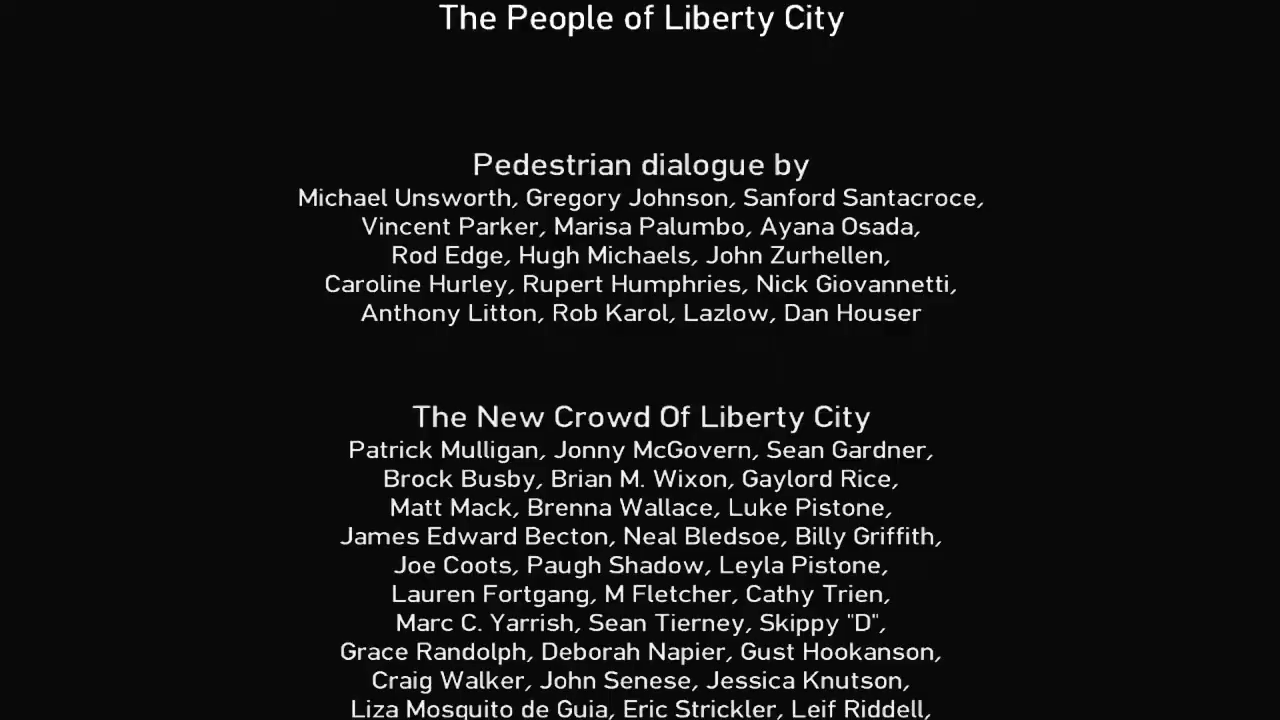 The People of Liberty City
Pedestrian dialogue by
Michael Unsworth, Gregory Johnson, Sanford Santacroce,
Vincent Parker, Marisa Palumbo, Ayana Osada,
Rod Edge, Hugh Michaels, John Zurhellen,
Caroline Hurley, Rupert Humphries, Nick Giovannetti,
Anthony Litton, Rob Karol, Lazlow, Dan Houser
The New Crowd Of Liberty City
Patrick Mulligan, Jonny McGovern, Sean Gardner,
Brock Busby, Brian M. Wixon, Gaylord Rice,
Matt Mack, Brenna Wallace, Luke Pistone,
James Edward Becton, Neal Bledsoe, Billy Griffith,
Joe Coots, Paugh Shadow, Leyla Pistone,
Lauren Fortgang, M Fletcher, Cathy Trien,
Marc C. Yarrish, Sean Tierney, Skippy "D",
Grace Randolph, Deborah Napier, Gust Hookanson,
Craig Walker, John Senese, Jessica Knutson,
Liza Mosquito de Guia, Eric Strickler, Leif Riddell,